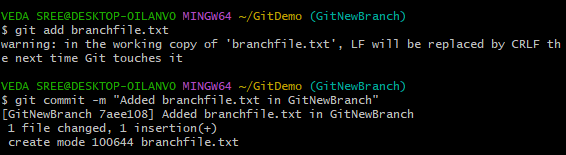 VEDA SREE@DESKTOP-OILANVO MINGW64 ~/GitDemo (GitNewBranch)
$ git add branchfile.txt
warning: in the working copy of 'branchfile.txt', LF will be replaced by CRLF th
e next time Git touches it
VEDA SREE@DESKTOP-OILANVO MINGW64 ~/GitDemo (GitNewBranch)
$ git commit -m "Added branchfile.txt in GitNewBranch"
[GitNewBranch 7aee108] Added branchfile.txt in GitNewBranch
1 file changed, 1 insertion(+)
create mode 100644 branchfile.txt